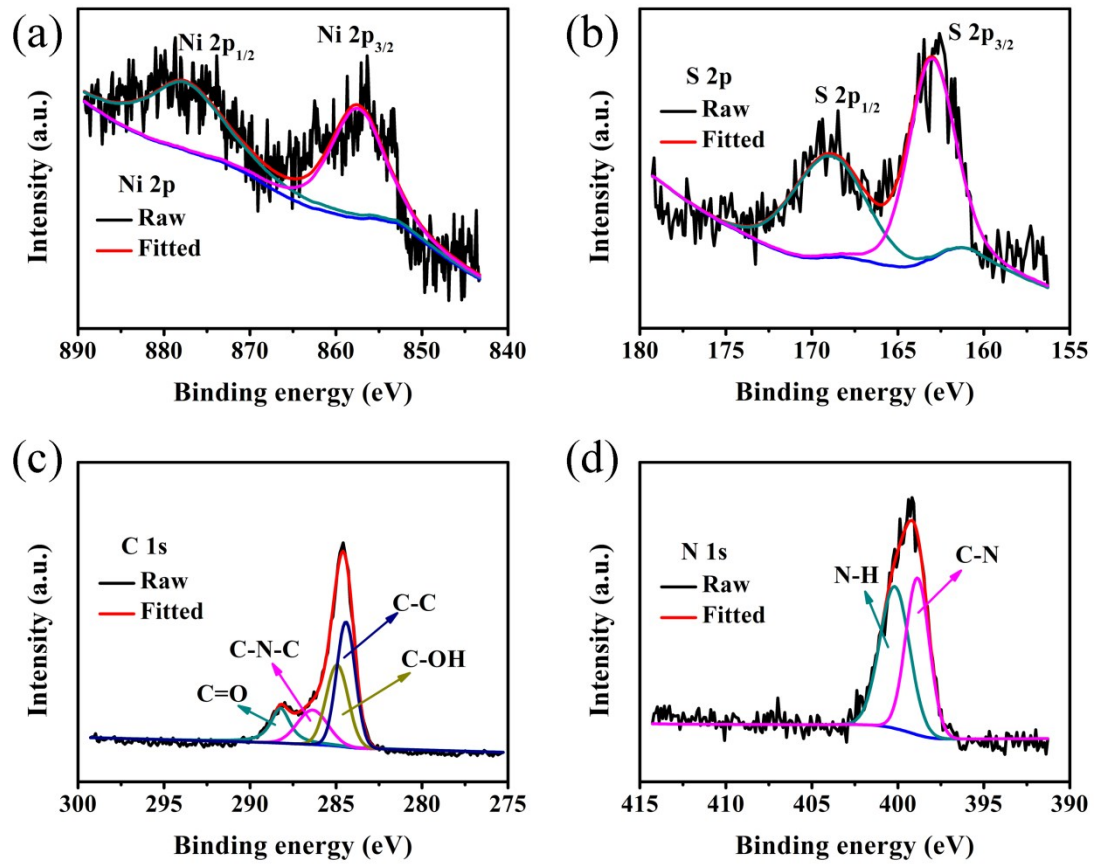 (a)
Ni 2p1/2
Ni 2p3/2
Ni 2p
Raw
Fitted
Intensity (a.u.)
890 880 870 860 850 840
Binding energy (eV)
(b)
S 2p3/2
S 2p
S 2p1/2
Raw
Fitted
Intensity (a.u.)
180 175 170 165 160 155
Binding energy (eV)
(c)
C 1s
Raw
Fitted
C-C
C-N-C
C-OH
C=O
Intensity (a.u.)
300 295 290 285 280 275
Binding energy (eV)
(d)
N 1s
Raw
Fitted
N-H
C-N
Intensity (a.u.)
415 410 405 400 395 390
Binding energy (eV)